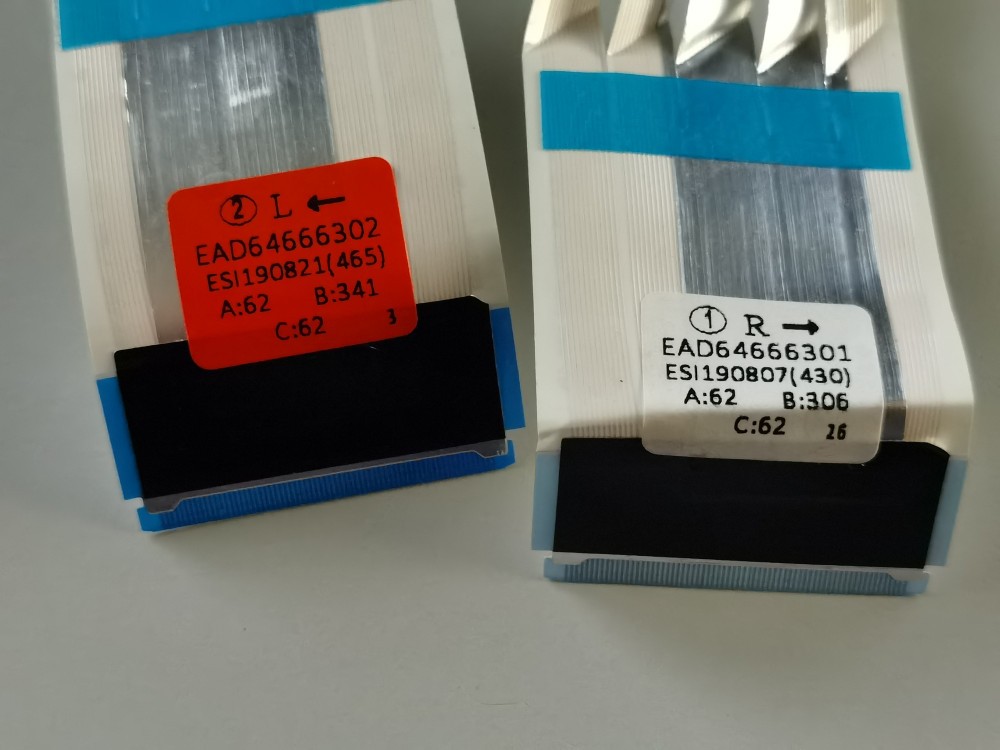 ② L ←
EAD64666302
ESI190821(465)
A:62 B:341
C:62 3
① R →
EAD64666301
ESI190807(430)
A:62 B:306
C:62 26